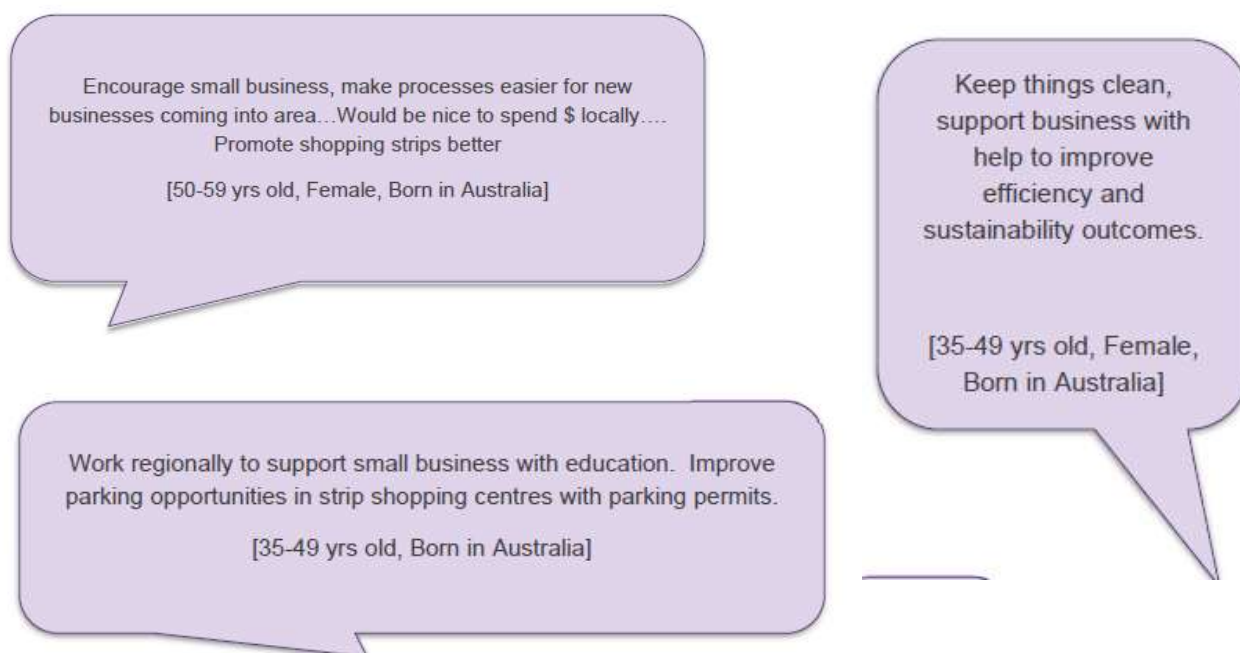 Encourage small business, make processes easier for new
businesses coming into area…Would be nice to spend $ locally….
Promote shopping strips better
[50-59 yrs old, Female, Born in Australia]
Keep things clean,
support business with
help to improve
efficiency and
sustainability outcomes.
[35-49 yrs old, Female,
Born in Australia]
Work regionally to support small business with education.  Improve
parking opportunities in strip shopping centres with parking permits.
[35-49 yrs old, Born in Australia]